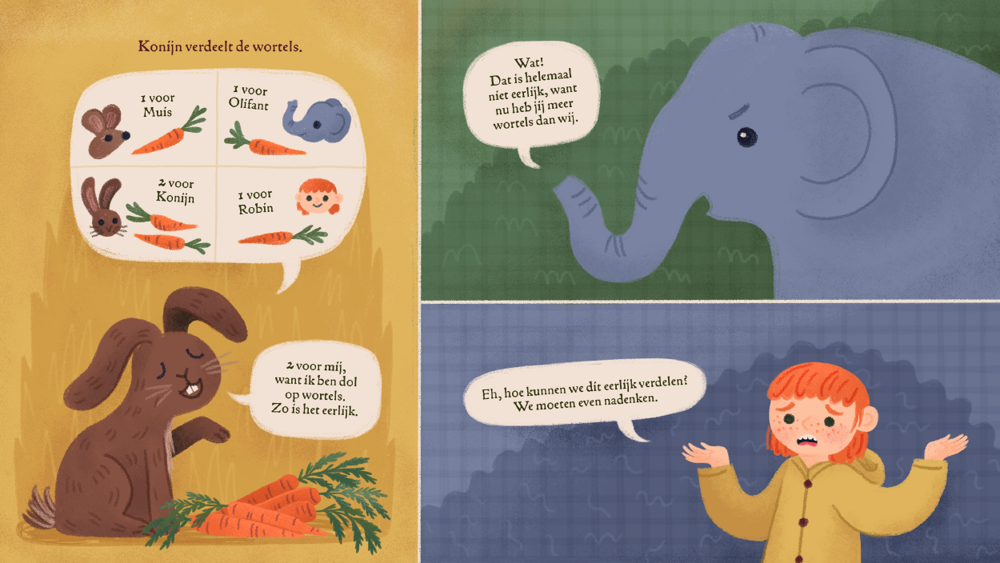 Konijn verdeelt de wortels.
1 voor
Muis
1 voor
Olifant
2 voor
Konijn
1 voor
Robin
2 voor mij,
want ik ben dol
op wortels.
Zo is het eerlijk.
Wat!
Dat is helemaal
niet eerlijk, want
nu heb jij meer
wortels dan wij.
Eh, hoe kunnen we dit eerlijk verdelen?
We moeten even nadenken.